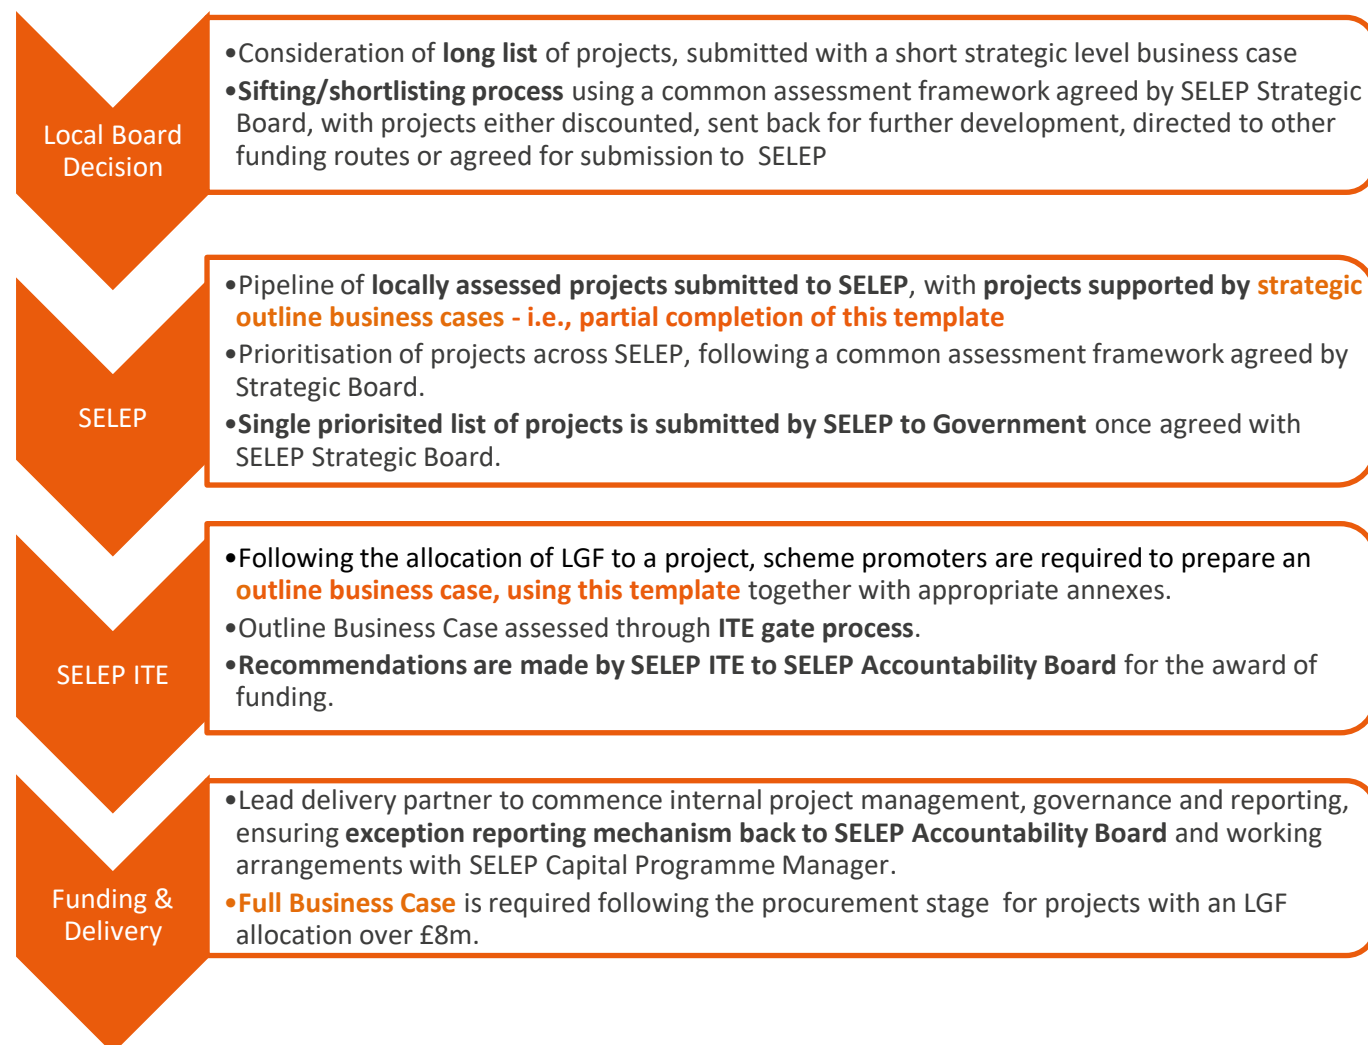 Local Board
Decision
•Consideration of long list of projects, submitted with a short strategic level business case
•Sifting/shortlisting process using a common assessment framework agreed by SELEP Strategic
Board, with projects either discounted, sent back for further development, directed to other
funding routes or agreed for submission to SELEP
SELEP
•Pipeline of locally assessed projects submitted to SELEP, with projects supported by strategic
outline business cases - i.e., partial completion of this template
•Prioritisation of projects across SELEP, following a common assessment framework agreed by
Strategic Board.
•Single priorisited list of projects is submitted by SELEP to Government once agreed with
SELEP Strategic Board.
SELEP ITE
•Following the allocation of LGF to a project, scheme promoters are required to prepare an
outline business case, using this template together with appropriate annexes.
•Outline Business Case assessed through ITE gate process.
•Recommendations are made by SELEP ITE to SELEP Accountability Board for the award of
funding.
Funding &
Delivery
•Lead delivery partner to commence internal project management, governance and reporting,
ensuring exception reporting mechanism back to SELEP Accountability Board and working
arrangements with SELEP Capital Programme Manager.
•Full Business Case is required following the procurement stage for projects with an LGF
allocation over £8m.